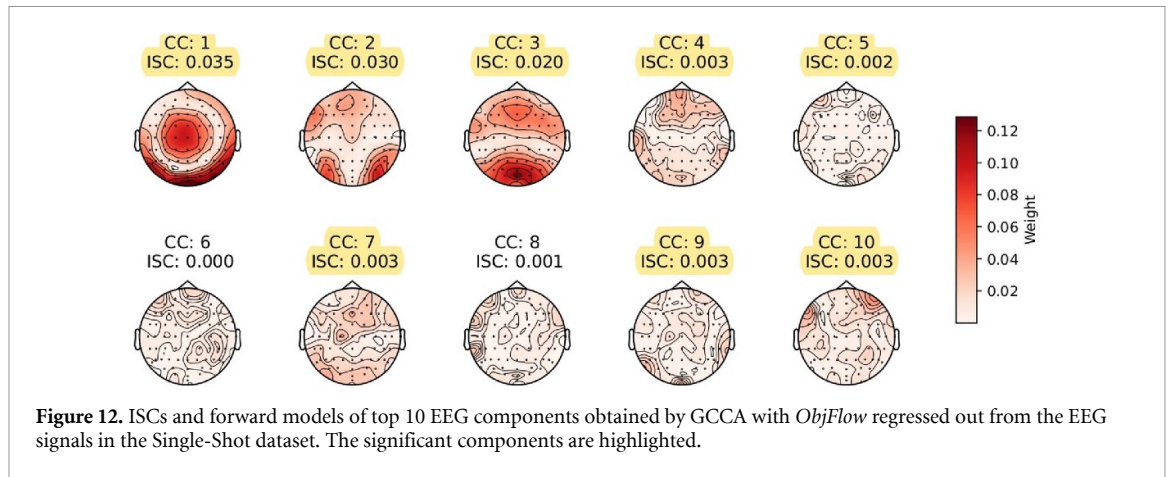 CC: 1
ISC: 0.035
CC: 2
ISC: 0.030
CC: 3
ISC: 0.020
CC: 4
ISC: 0.003
CC: 5
ISC: 0.002
0.12
0.10
0.08
0.06
0.04
0.02
Weight
CC: 6
ISC: 0.000
CC: 7
ISC: 0.003
CC: 8
ISC: 0.001
CC: 9
ISC: 0.003
CC: 10
ISC: 0.003
Figure 12. ISCs and forward models of top 10 EEG components obtained by GCCA with ObjFlow regressed out from the EEG
signals in the Single-Shot dataset. The significant components are highlighted.